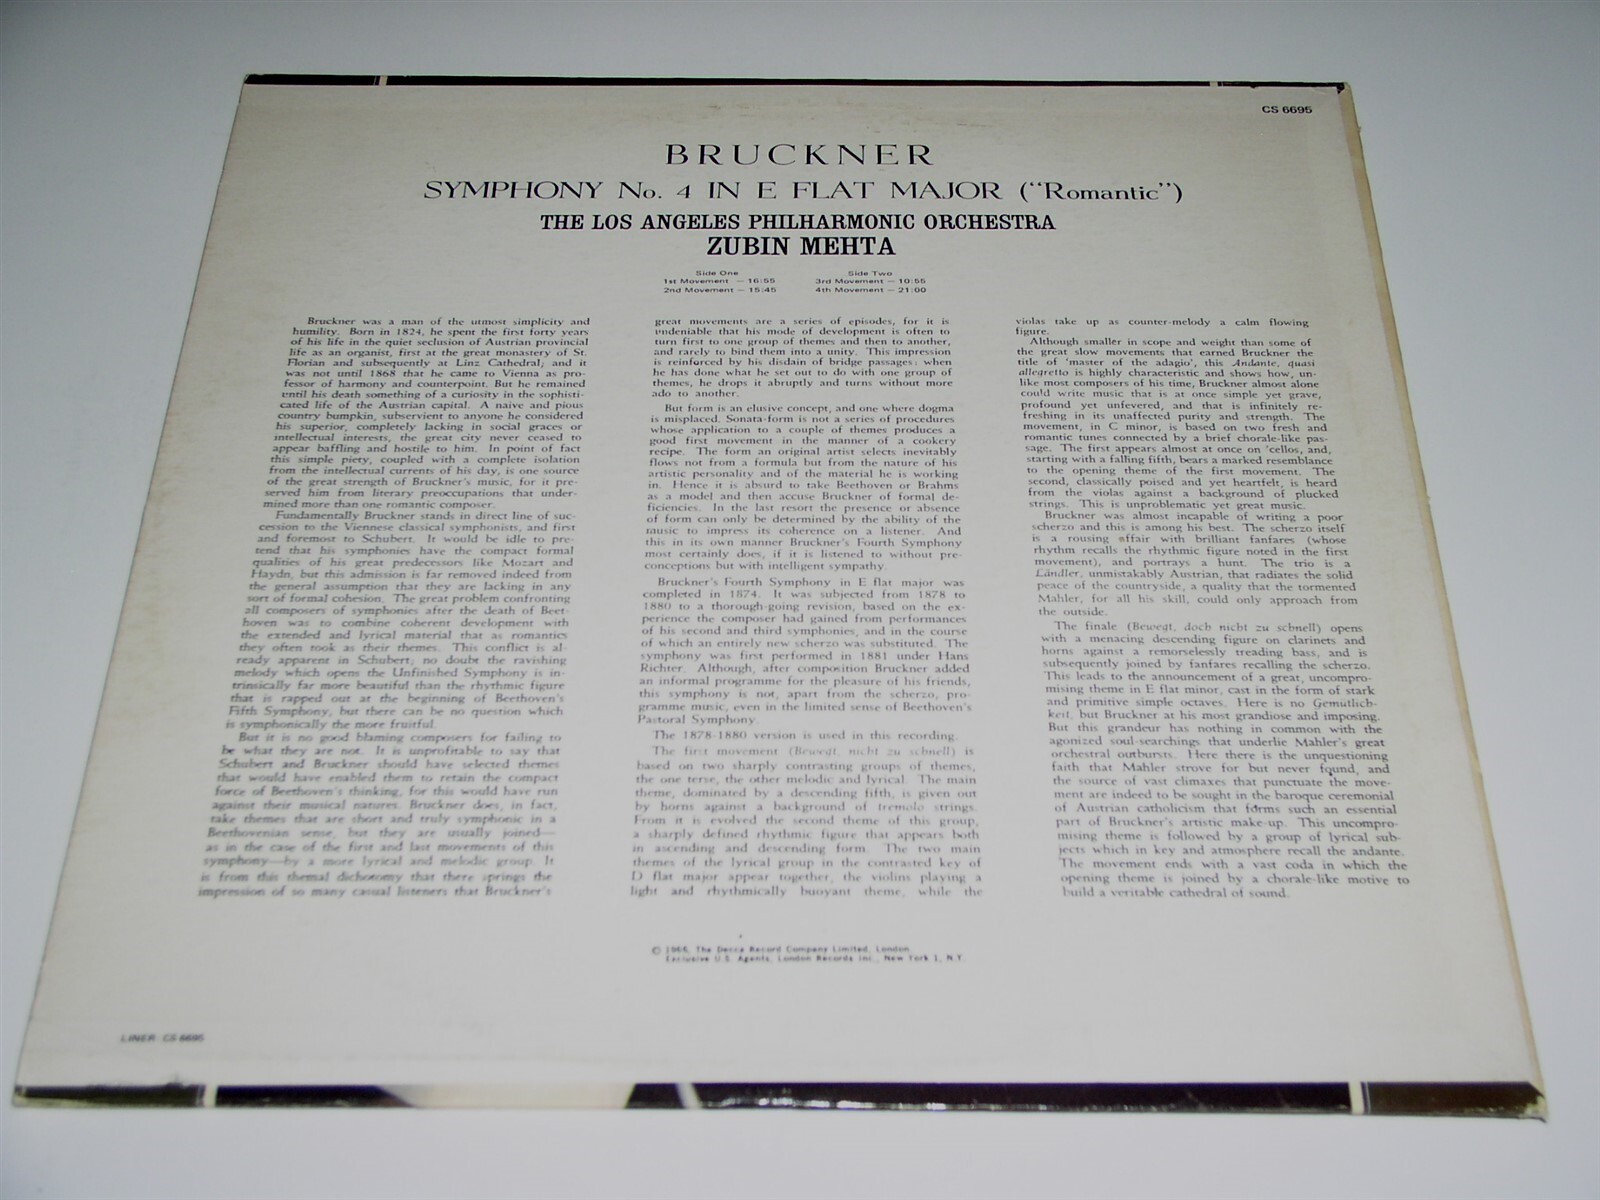 CS 6695
BRUCKNER
SYMPHONY No. 4 IN E FLAT MAJOR ("Romantic")
THE LOS ANGELES PHILHARMONIC ORCHESTRA
ZUBIN MEHTA
Side One
1st Movement — 16:55
2nd Movement — 15:45
Side Two
3rd Movement — 10:55
4th Movement — 21:00
Bruckner was a man of the utmost simplicity and
humility. Born in 1824, he spent the first forty years
of his life in the quiet seclusion of Austrian provincial
life as an organist, first at the great monastery of St.
Florian and subsequently at Linz Cathedral; and it
was not until 1868 that he came to Vienna as pro-
fessor of harmony and counterpoint. But he remained
until his death something of a curiosity in the sophisti-
cated life of the Austrian capital. A naive and pious
country bumpkin, subservient to anyone he considered
his superior, completely lacking in social graces or
intellectual interests, the great city never ceased to
appear baffling and hostile to him. In point of fact
this simple piety, coupled with a complete isolation
from the intellectual currents of his day, is one source
of the great strength of Bruckner's music, for it pre-
served him from literary preoccupations that under-
mined more than one romantic composer.
Fundamentally Bruckner stands in direct line of suc-
cession to the Viennese classical symphonists, and first
and foremost to Schubert. It would be idle to pre-
tend that his symphonies have the compact formal
qualities of his great predecessors like Mozart and
Haydn, but this admission is far removed indeed from
the general assumption that they are lacking in any
sort of formal cohesion. The great problem confronting
all composers of symphonies after the death of Beet-
hoven was to combine coherent development with
the extended and lyrical material that as romantics
they often took as their themes. This conflict is al-
ready apparent in Schubert; no doubt the ravishing
melody which opens the Unfinished Symphony is in-
trinsically far more beautiful than the rhythmic figure
that is rapped out at the beginning of Beethoven's
Fifth Symphony, but there can be no question which
is symphonically the more fruitful.
But it is no good blaming composers for failing to
be what they are not. It is unprofitable to say that
Schubert and Bruckner should have selected themes
that would have enabled them to retain the compact
force of Beethoven's thinking, for this would have run
against their musical natures. Bruckner does, in fact,
take themes that are short and truly symphonic in a
Beethovenian sense, but they are usually joined—
as in the case of the first and last movements of this
symphony—by a more lyrical and melodic group. It
is from this themal dichotomy that there springs the
impression of so many casual listeners that Bruckner's
great movements are a series of episodes, for it is
undeniable that his mode of development is often to
turn first to one group of themes and then to another,
and rarely to bind them into a unity. This impression
is reinforced by his disdain of bridge passages: when
he has done what he set out to do with one group of
themes, he drops it abruptly and turns without more
ado to another.
But form is an elusive concept, and one where dogma
is misplaced. Sonata-form is not a series of procedures
whose application to a couple of themes produces a
good first movement in the manner of a cookery
recipe. The form an original artist selects inevitably
flows not from a formula but from the nature of his
artistic personality and of the material he is working
in. Hence it is absurd to take Beethoven or Brahms
as a model and then accuse Bruckner of formal de-
ficiencies. In the last resort the presence or absence
of form can only be determined by the ability of the
music to impress its coherence on a listener. And
this in its own manner Bruckner's Fourth Symphony
most certainly does, if it is listened to without pre-
conceptions but with intelligent sympathy.
Bruckner's Fourth Symphony in E flat major was
completed in 1874. It was subjected from 1878 to
1880 to a thorough-going revision, based on the ex-
perience the composer had gained from performances
of his second and third symphonies, and in the course
of which an entirely new scherzo was substituted. The
symphony was first performed in 1881 under Hans
Richter. Although, after composition Bruckner added
an informal programme for the pleasure of his friends,
this symphony is not, apart from the scherzo, pro-
gramme music, even in the limited sense of Beethoven's
Pastoral Symphony.
The 1878-1880 version is used in this recording.
The first movement (Bewegt, nicht zu schnell) is
based on two sharply contrasting groups of themes,
the one terse, the other melodic and lyrical. The main
theme, dominated by a descending fifth, is given out
by horns against a background of tremolo strings.
From it is evolved the second theme of this group,
a sharply defined rhythmic figure that appears both
in ascending and descending form. The two main
themes of the lyrical group in the contrasted key of
D flat major appear together, the violins playing a
light and rhythmically buoyant theme, while the
violas take up as counter-melody a calm flowing
figure.
Although smaller in scope and weight than some of
the great slow movements that earned Bruckner the
title of 'master of the adagio', this Andante, quasi
allegretto is highly characteristic and shows how, un-
like most composers of his time, Bruckner almost alone
could write music that is at once simple yet grave,
profound yet unfevered, and that is infinitely re-
freshing in its unaffected purity and strength. The
movement, in C minor, is based on two fresh and
romantic tunes connected by a brief chorale-like pas-
sage. The first appears almost at once on 'cellos, and,
starting with a falling fifth, bears a marked resemblance
to the opening theme of the first movement. The
second, classically poised and yet heartfelt, is heard
from the violas against a background of plucked
strings. This is unproblematic yet great music.
Bruckner was almost incapable of writing a poor
scherzo and this is among his best. The scherzo itself
is a rousing affair with brilliant fanfares (whose
rhythm recalls the rhythmic figure noted in the first
movement), and portrays a hunt. The trio is a
Ländler, unmistakably Austrian, that radiates the solid
peace of the countryside, a quality that the tormented
Mahler, for all his skill, could only approach from
the outside.
The finale (Bewegt, doch nicht zu schnell) opens
with a menacing descending figure on clarinets and
horns against a remorselessly treading bass, and is
subsequently joined by fanfares recalling the scherzo.
This leads to the announcement of a great, uncompro-
mising theme in E flat minor, cast in the form of stark
and primitive simple octaves. Here is no Gemütlich-
keit, but Bruckner at his most grandiose and imposing.
But this grandeur has nothing in common with the
agonized soul-searchings that underlie Mahler's great
orchestral outbursts. Here there is the unquestioning
faith that Mahler strove for but never found, and
the source of vast climaxes that punctuate the move-
ment are indeed to be sought in the baroque ceremonial
of Austrian catholicism that forms such an essential
part of Bruckner's artistic make-up. This uncompro-
mising theme is followed by a group of lyrical sub-
jects which in key and atmosphere recall the andante.
The movement ends with a vast coda in which the
opening theme is joined by a chorale-like motive to
build a veritable cathedral of sound.
© 1966, The Decca Record Company Limited, London
Exclusive U.S. Agents, London Records Inc., New York 1, N.Y.
LINER CS 6695